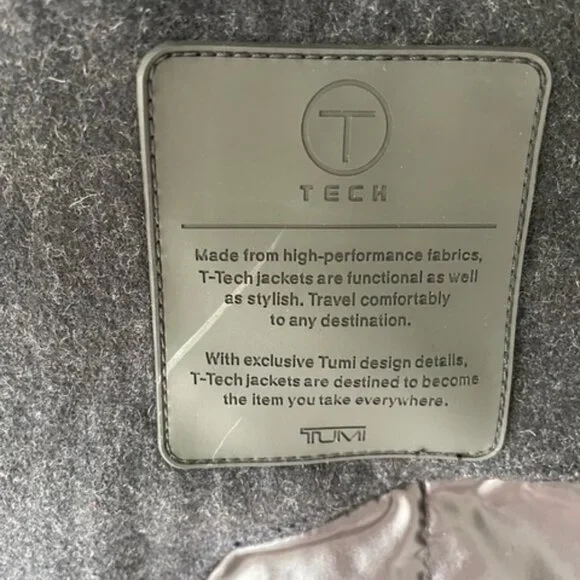 T
TECH
Made from high-performance fabrics,
T-Tech jackets are functional as well
as stylish. Travel comfortably
to any destination.
With exclusive Tumi design details,
T-Tech jackets are destined to become
the item you take everywhere.
TUMI